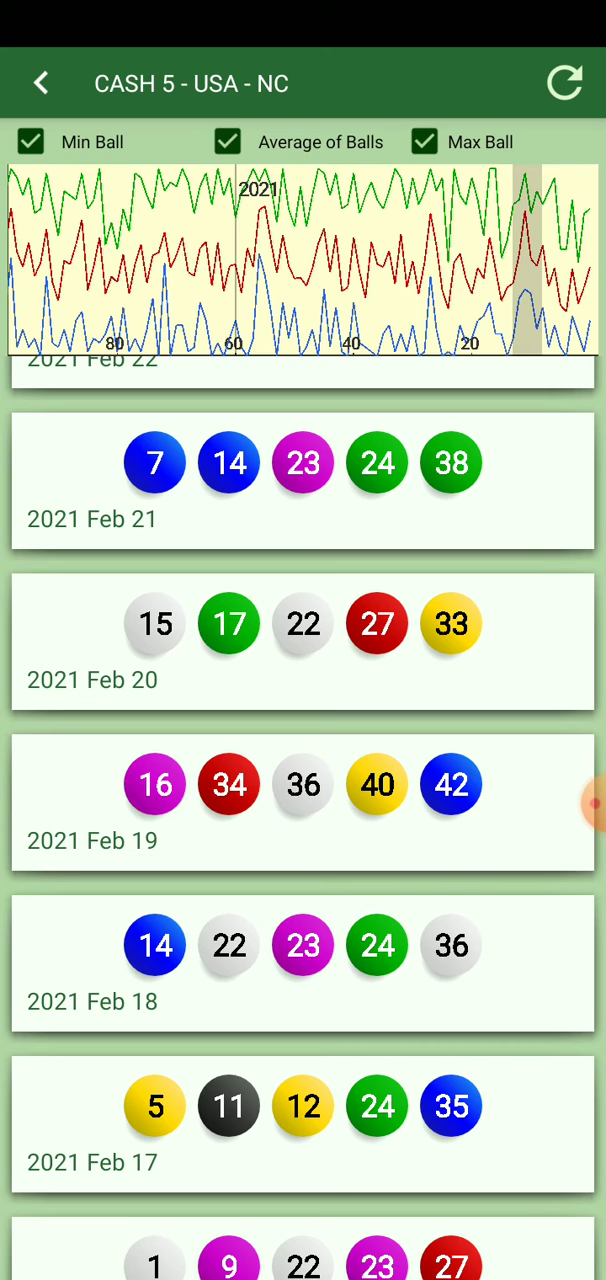 CASH 5 - USA - NC
Min Ball Average of Balls Max Ball
2021
80 60 40 20
2021 Feb 22
7 14 23 24 38
2021 Feb 21
15 17 22 27 33
2021 Feb 20
16 34 36 40 42
2021 Feb 19
14 22 23 24 36
2021 Feb 18
5 11 12 24 35
2021 Feb 17
1 9 22 23 27